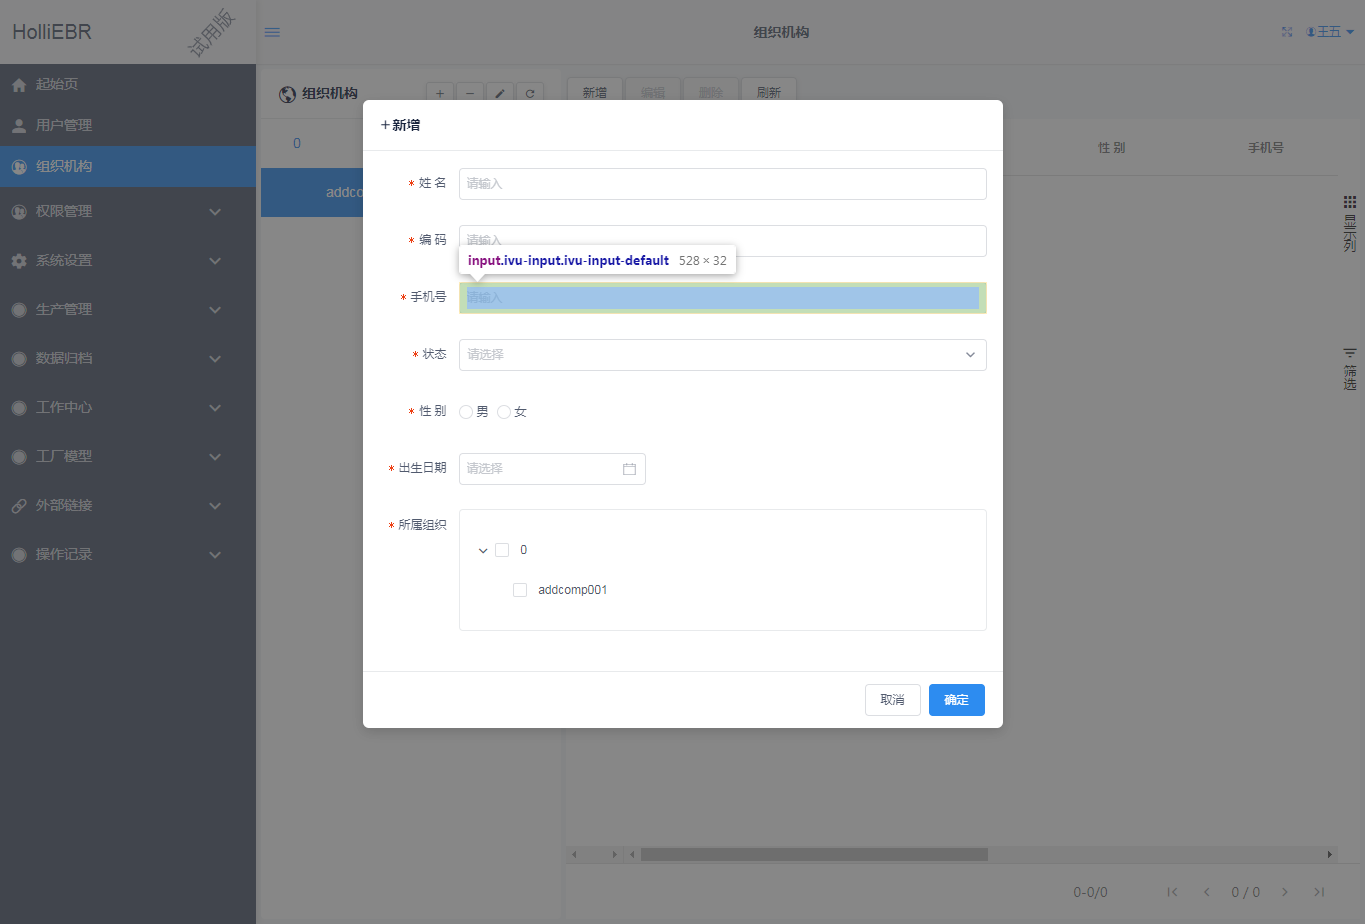 HolliEBR
试用版
组织机构
王五
起始页
用户管理
组织机构
权限管理
系统设置
生产管理
数据归档
工作中心
工厂模型
外部链接
操作记录
组织机构
新增 编辑 删除 刷新
0
addco
性别 手机号
显示列
筛选
+新增
* 姓名 请输入
* 编码 请输入
input.ivu-input.ivu-input-default 528 × 32
* 手机号 请输入
* 状态 请选择
* 性别 男 女
* 出生日期 请选择
* 所属组织
0
addcomp001
取消 确定
0-0/0 0 / 0